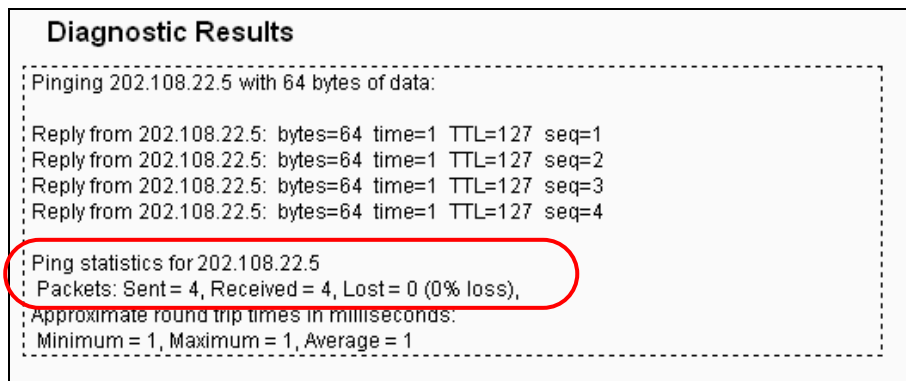 Diagnostic Results
Pinging 202.108.22.5 with 64 bytes of data:
Reply from 202.108.22.5: bytes=64 time=1 TTL=127 seq=1
Reply from 202.108.22.5: bytes=64 time=1 TTL=127 seq=2
Reply from 202.108.22.5: bytes=64 time=1 TTL=127 seq=3
Reply from 202.108.22.5: bytes=64 time=1 TTL=127 seq=4
Ping statistics for 202.108.22.5
Packets: Sent = 4, Received = 4, Lost = 0 (0% loss),
Approximate round trip times in milliseconds:
Minimum = 1, Maximum = 1, Average = 1